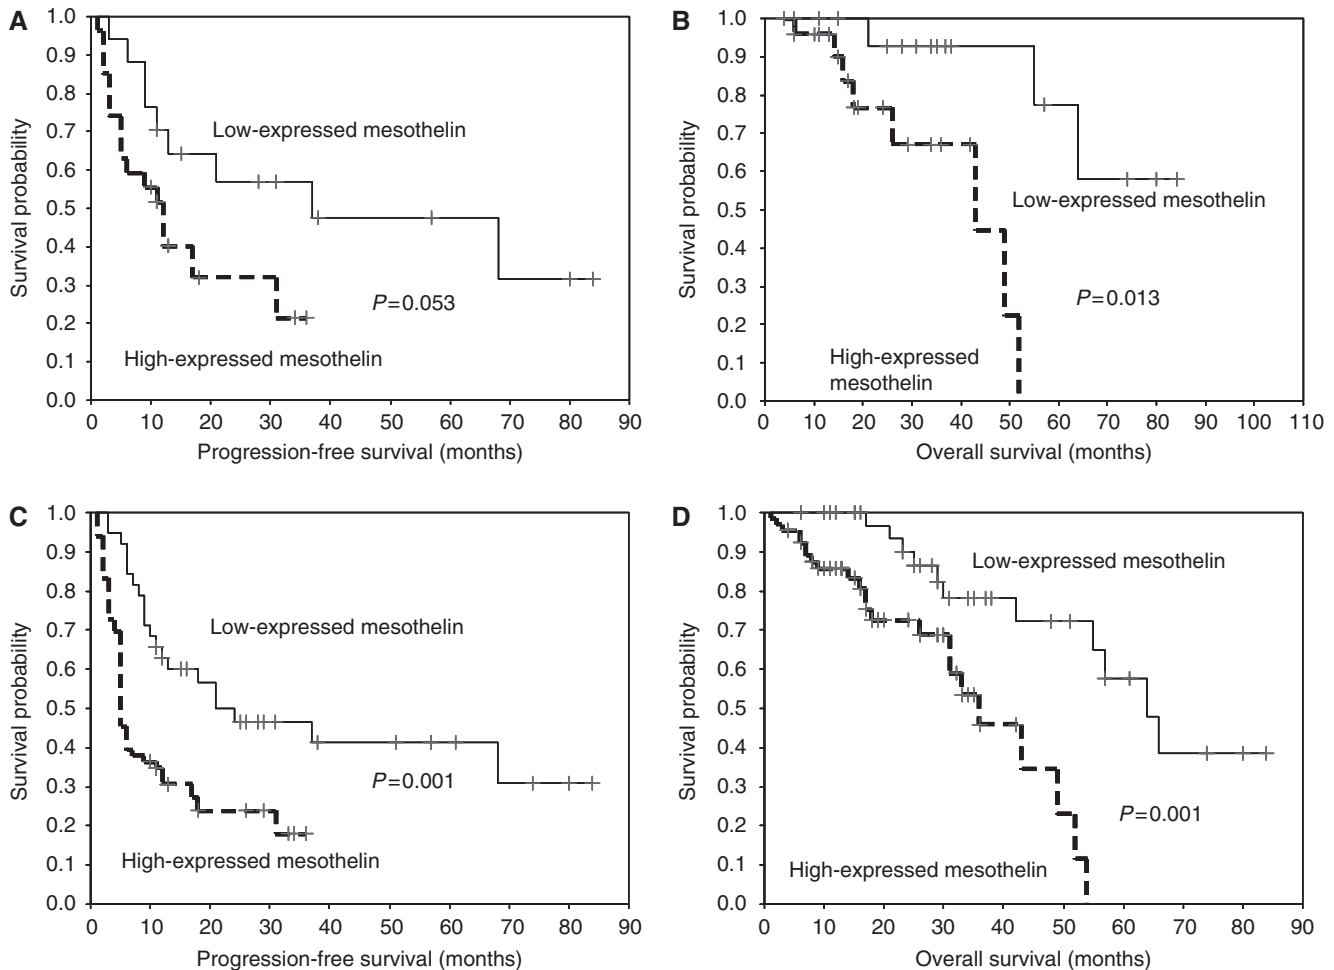 A
1.0
0.9
0.8
0.7
0.6
0.5
0.4
0.3
0.2
0.1
0.0
Survival probability
Low-expressed mesothelin
P=0.053
High-expressed mesothelin
0 10 20 30 40 50 60 70 80 90
Progression-free survival (months)
B
1.0
0.9
0.8
0.7
0.6
0.5
0.4
0.3
0.2
0.1
0.0
Survival probability
Low-expressed mesothelin
P=0.013
High-expressed
mesothelin
0 10 20 30 40 50 60 70 80 90 100 110
Overall survival (months)
C
1.0
0.9
0.8
0.7
0.6
0.5
0.4
0.3
0.2
0.1
0.0
Survival probability
Low-expressed mesothelin
P=0.001
High-expressed mesothelin
0 10 20 30 40 50 60 70 80 90
Progression-free survival (months)
D
1.0
0.9
0.8
0.7
0.6
0.5
0.4
0.3
0.2
0.1
0.0
Survival probability
Low-expressed mesothelin
P=0.001
High-expressed mesothelin
0 10 20 30 40 50 60 70 80 90
Overall survival (months)